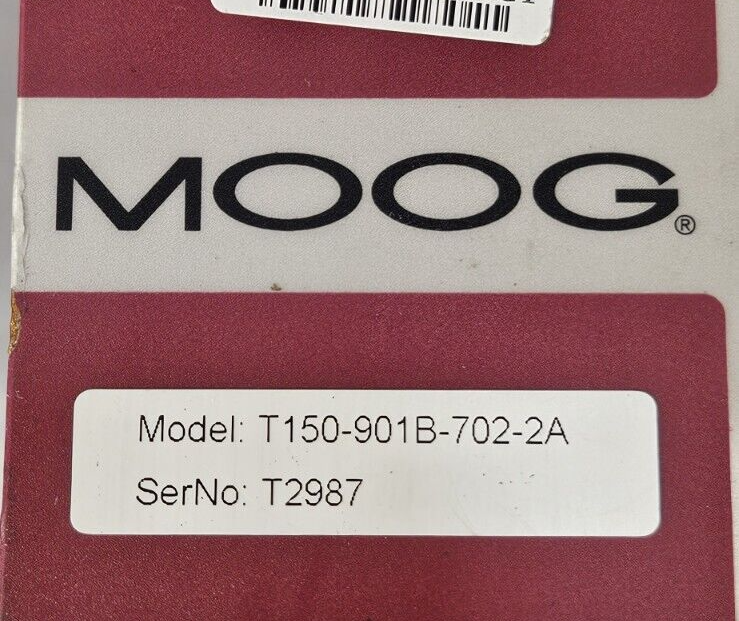 MOOG®
Model: T150-901B-702-2A
SerNo: T2987